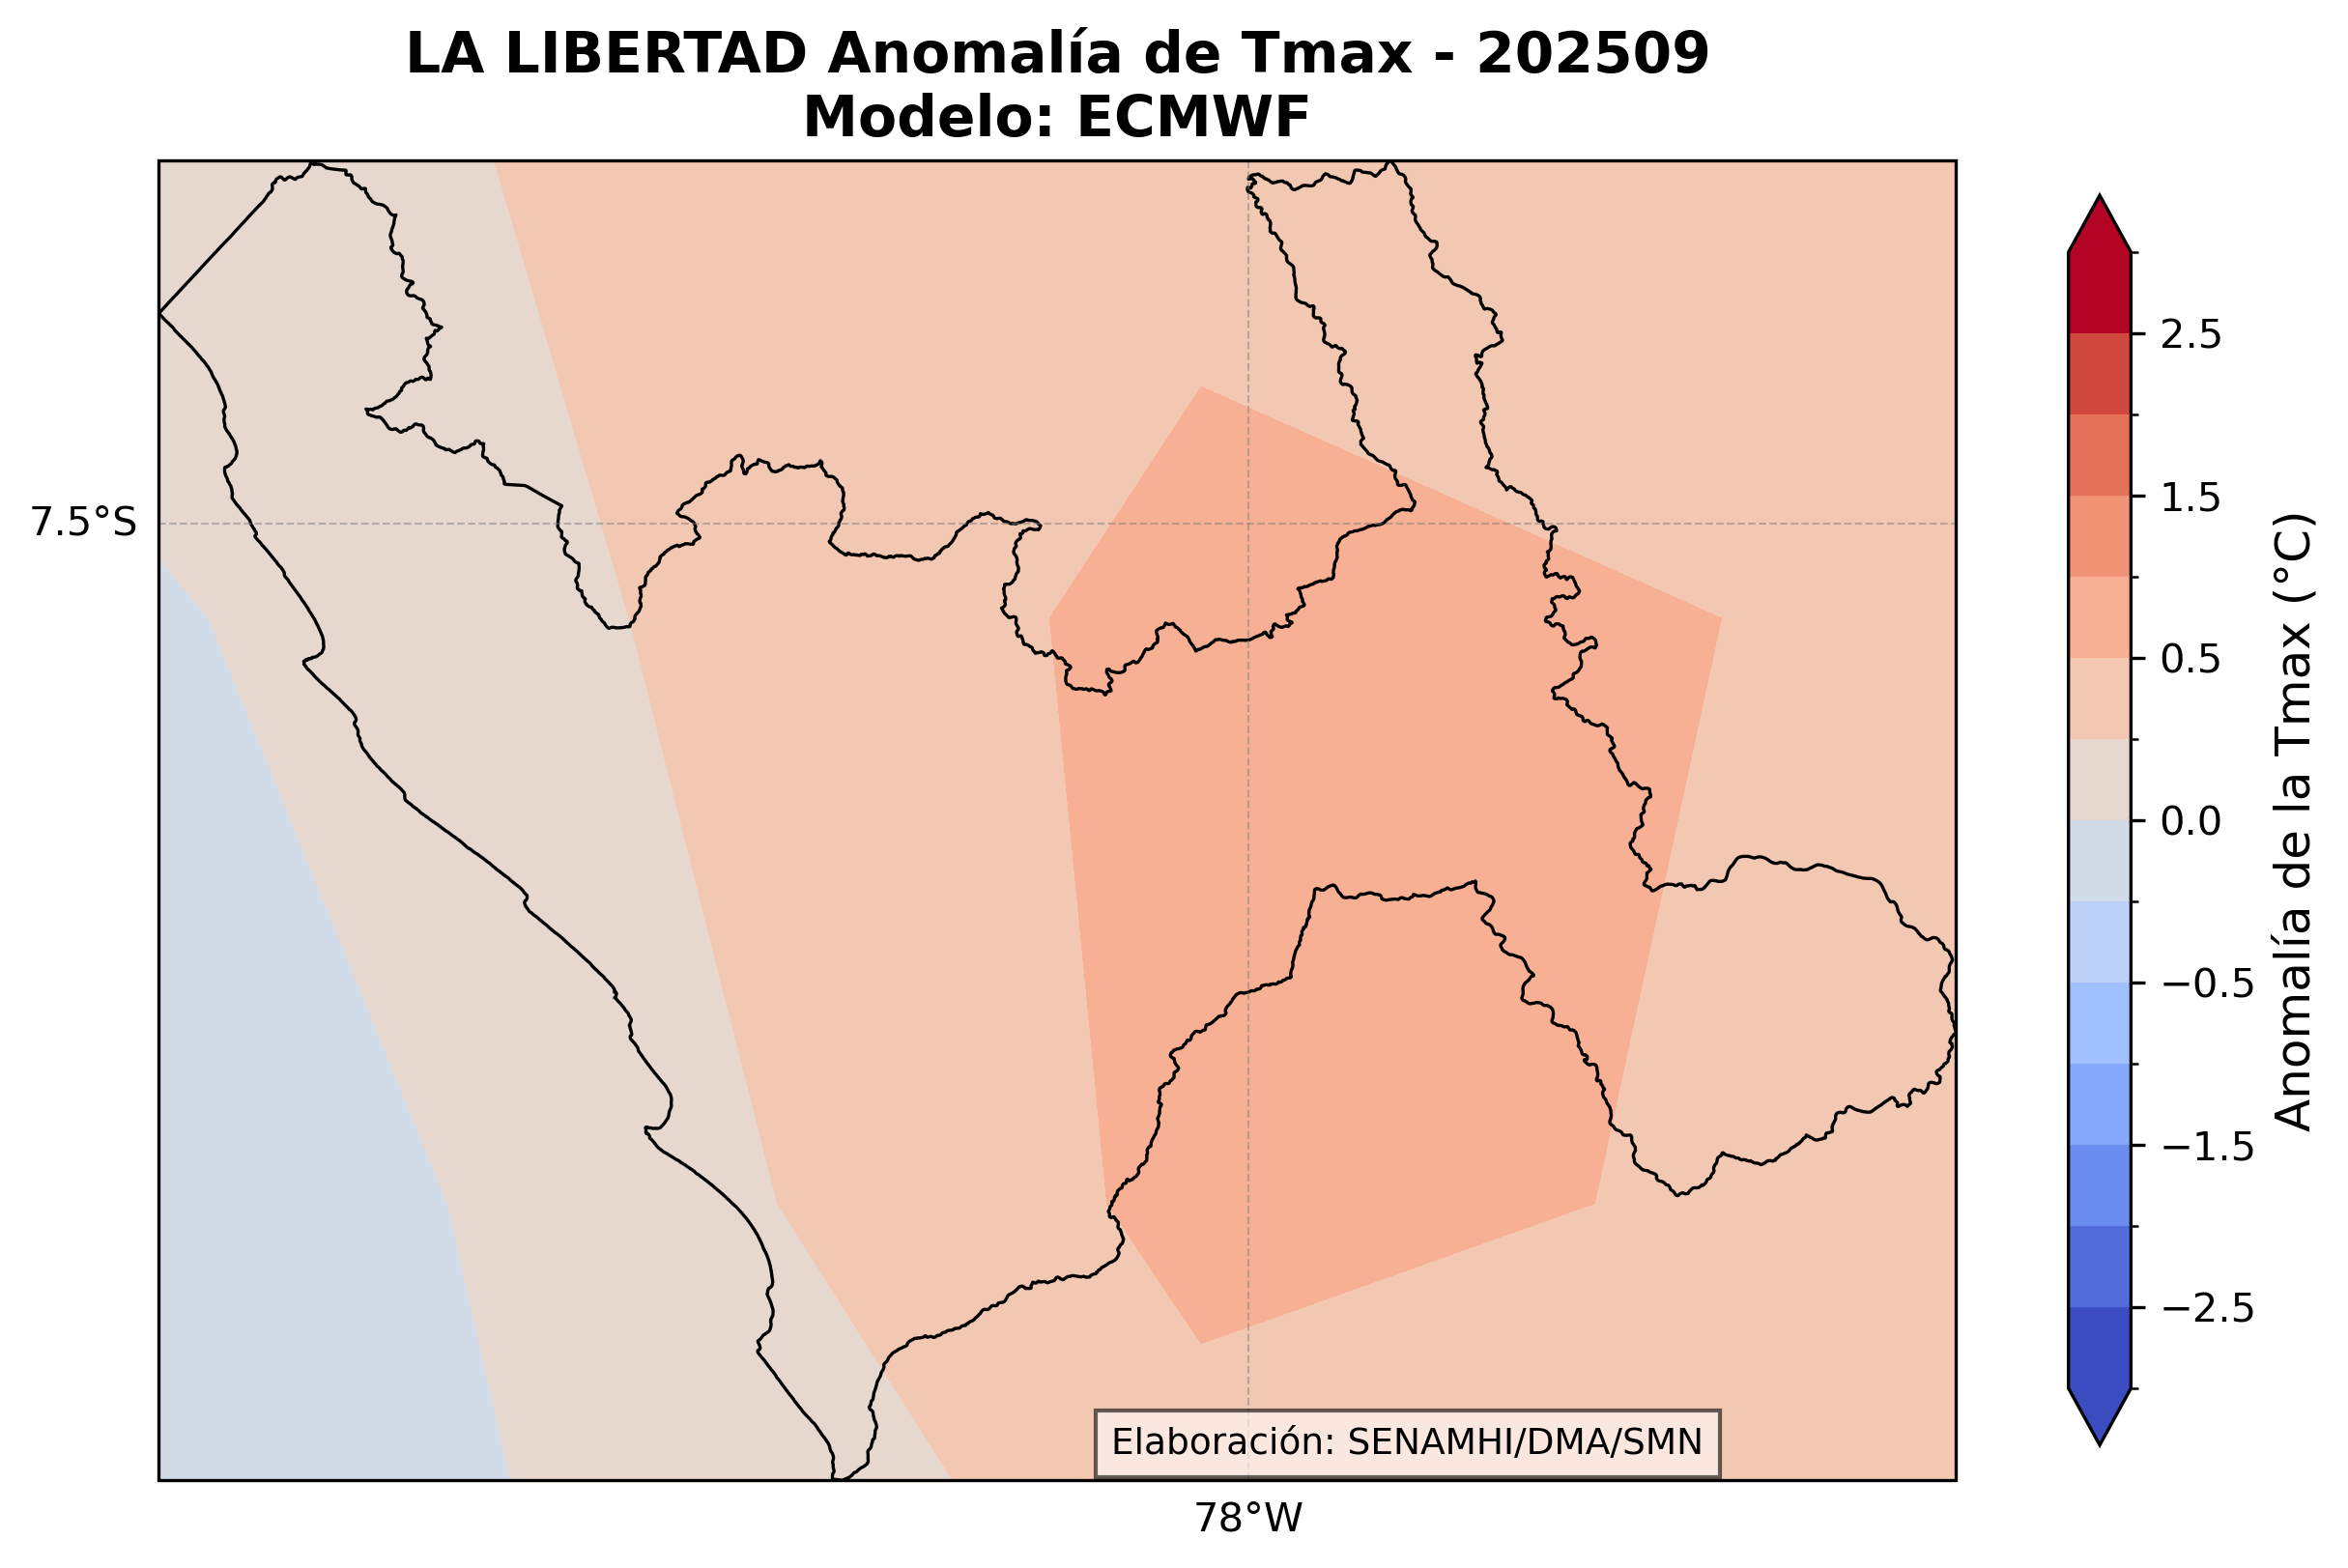 LA LIBERTAD Anomalía de Tmax - 202509
Modelo: ECMWF
7.5°S
78°W
Elaboración: SENAMHI/DMA/SMN
2.5
1.5
0.5
0.0
−0.5
−1.5
−2.5
Anomalía de la Tmax (°C)